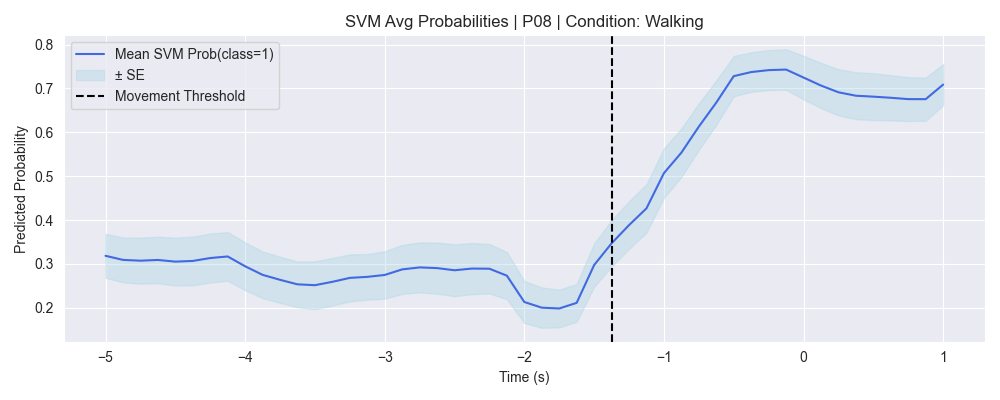 SVM Avg Probabilities | P08 | Condition: Walking
Mean SVM Prob(class=1)
± SE
Movement Threshold
Predicted Probability
0.8
0.7
0.6
0.5
0.4
0.3
0.2
−5
−4
−3
−2
−1
0
1
Time (s)